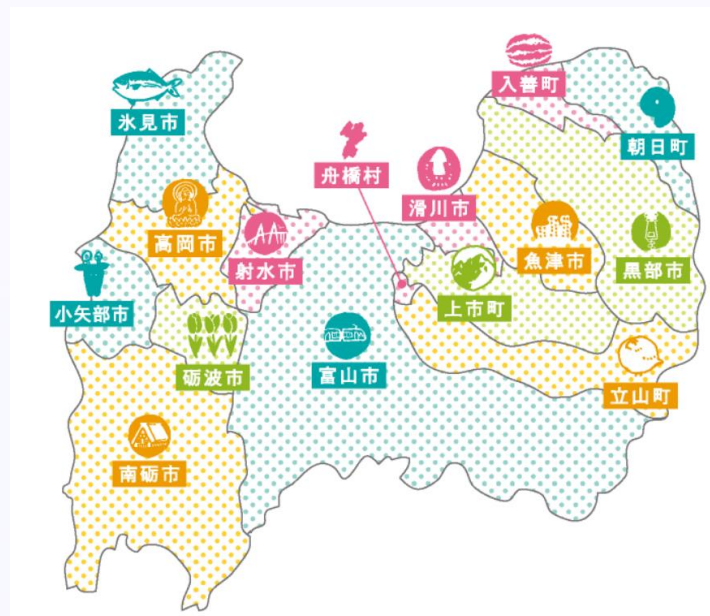 入善町
氷見市
朝日町
舟橋村
滑川市
高岡市
射水市
魚津市
黒部市
小矢部市
上市町
砺波市
富山市
立山町
南砺市